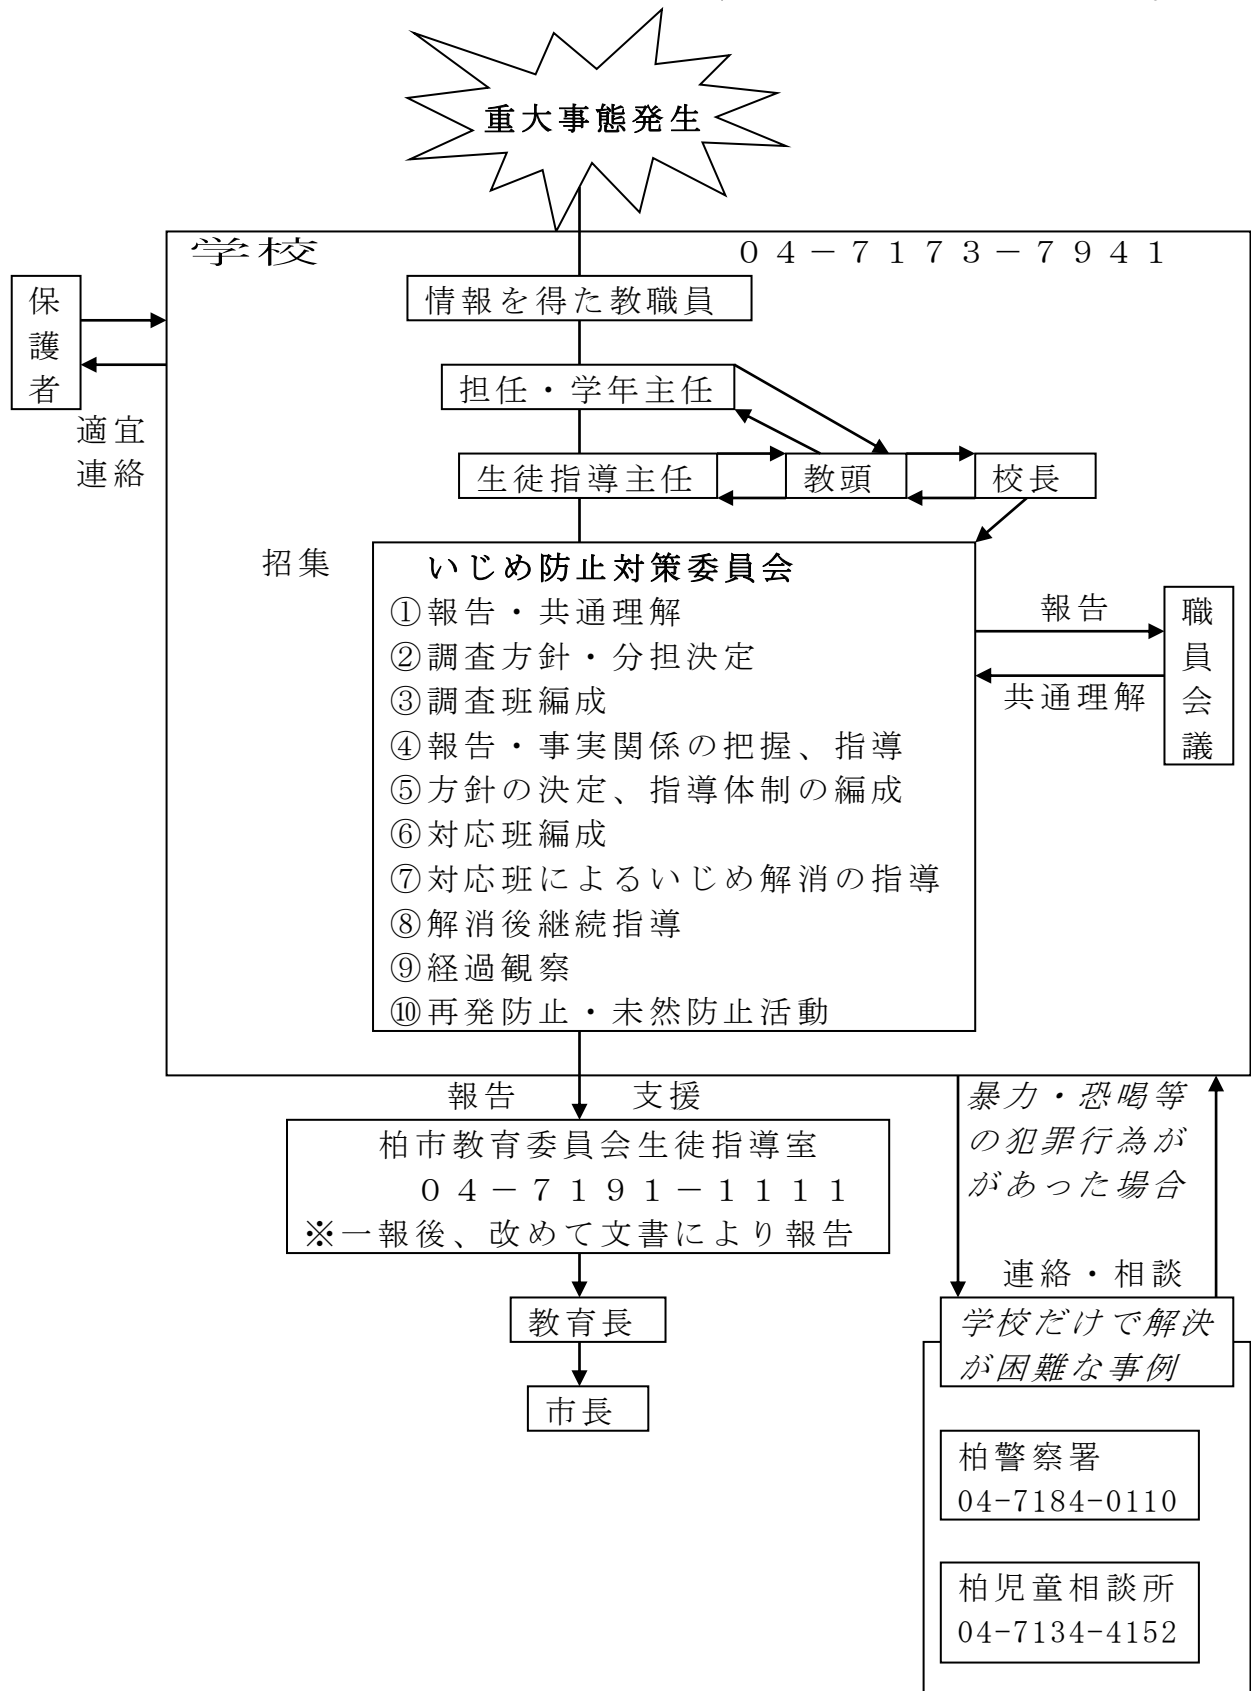 重大事態発生
学校 ０４－７１７３－７９４１
保護者
適宜
連絡
情報を得た教職員
担任・学年主任
生徒指導主任
教頭
校長
招集
いじめ防止対策委員会
①報告・共通理解
②調査方針・分担決定
③調査班編成
④報告・事実関係の把握、指導
⑤方針の決定、指導体制の編成
⑥対応班編成
⑦対応班によるいじめ解消の指導
⑧解消後継続指導
⑨経過観察
⑩再発防止・未然防止活動
報告
共通理解
職員会議
報告 支援
柏市教育委員会生徒指導室
０４－７１９１－１１１１
※一報後、改めて文書により報告
教育長
市長
暴力・恐喝等
の犯罪行為が
があった場合
連絡・相談
学校だけで解決
が困難な事例
柏警察署
04-7184-0110
柏児童相談所
04-7134-4152